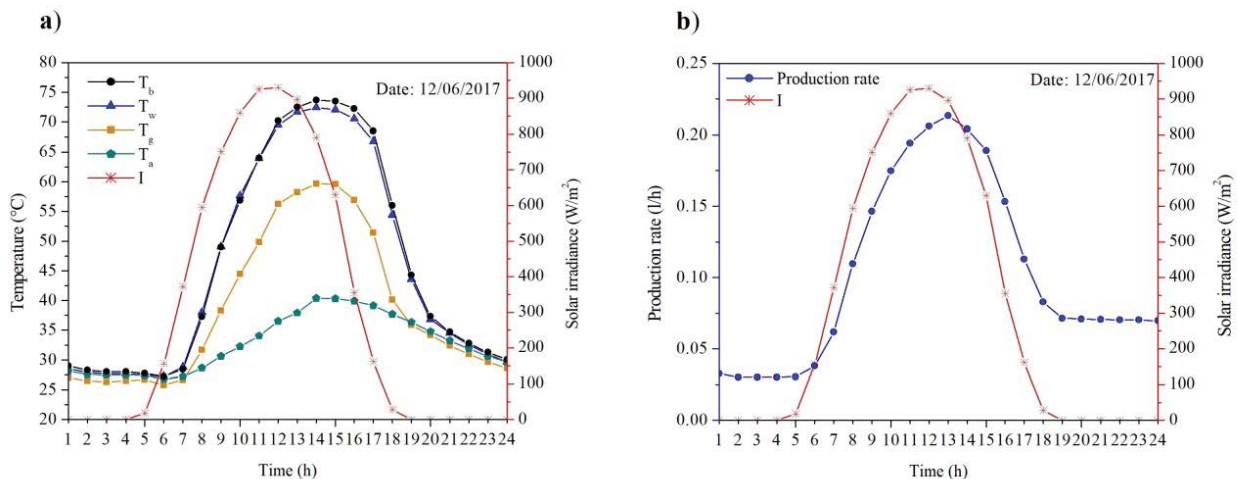 a)
Date: 12/06/2017
T_b
T_w
T_g
T_a
I
Temperature (°C)
80
75
70
65
60
55
50
45
40
35
30
25
20
Solar irradiance (W/m²)
1000
900
800
700
600
500
400
300
200
100
0
1 2 3 4 5 6 7 8 9 10 11 12 13 14 15 16 17 18 19 20 21 22 23 24
Time (h)
b)
Production rate
I
Date: 12/06/2017
Production rate (l/h)
0.25
0.20
0.15
0.10
0.05
0.00
Solar irradiance (W/m²)
1000
900
800
700
600
500
400
300
200
100
0
1 2 3 4 5 6 7 8 9 10 11 12 13 14 15 16 17 18 19 20 21 22 23 24
Time (h)